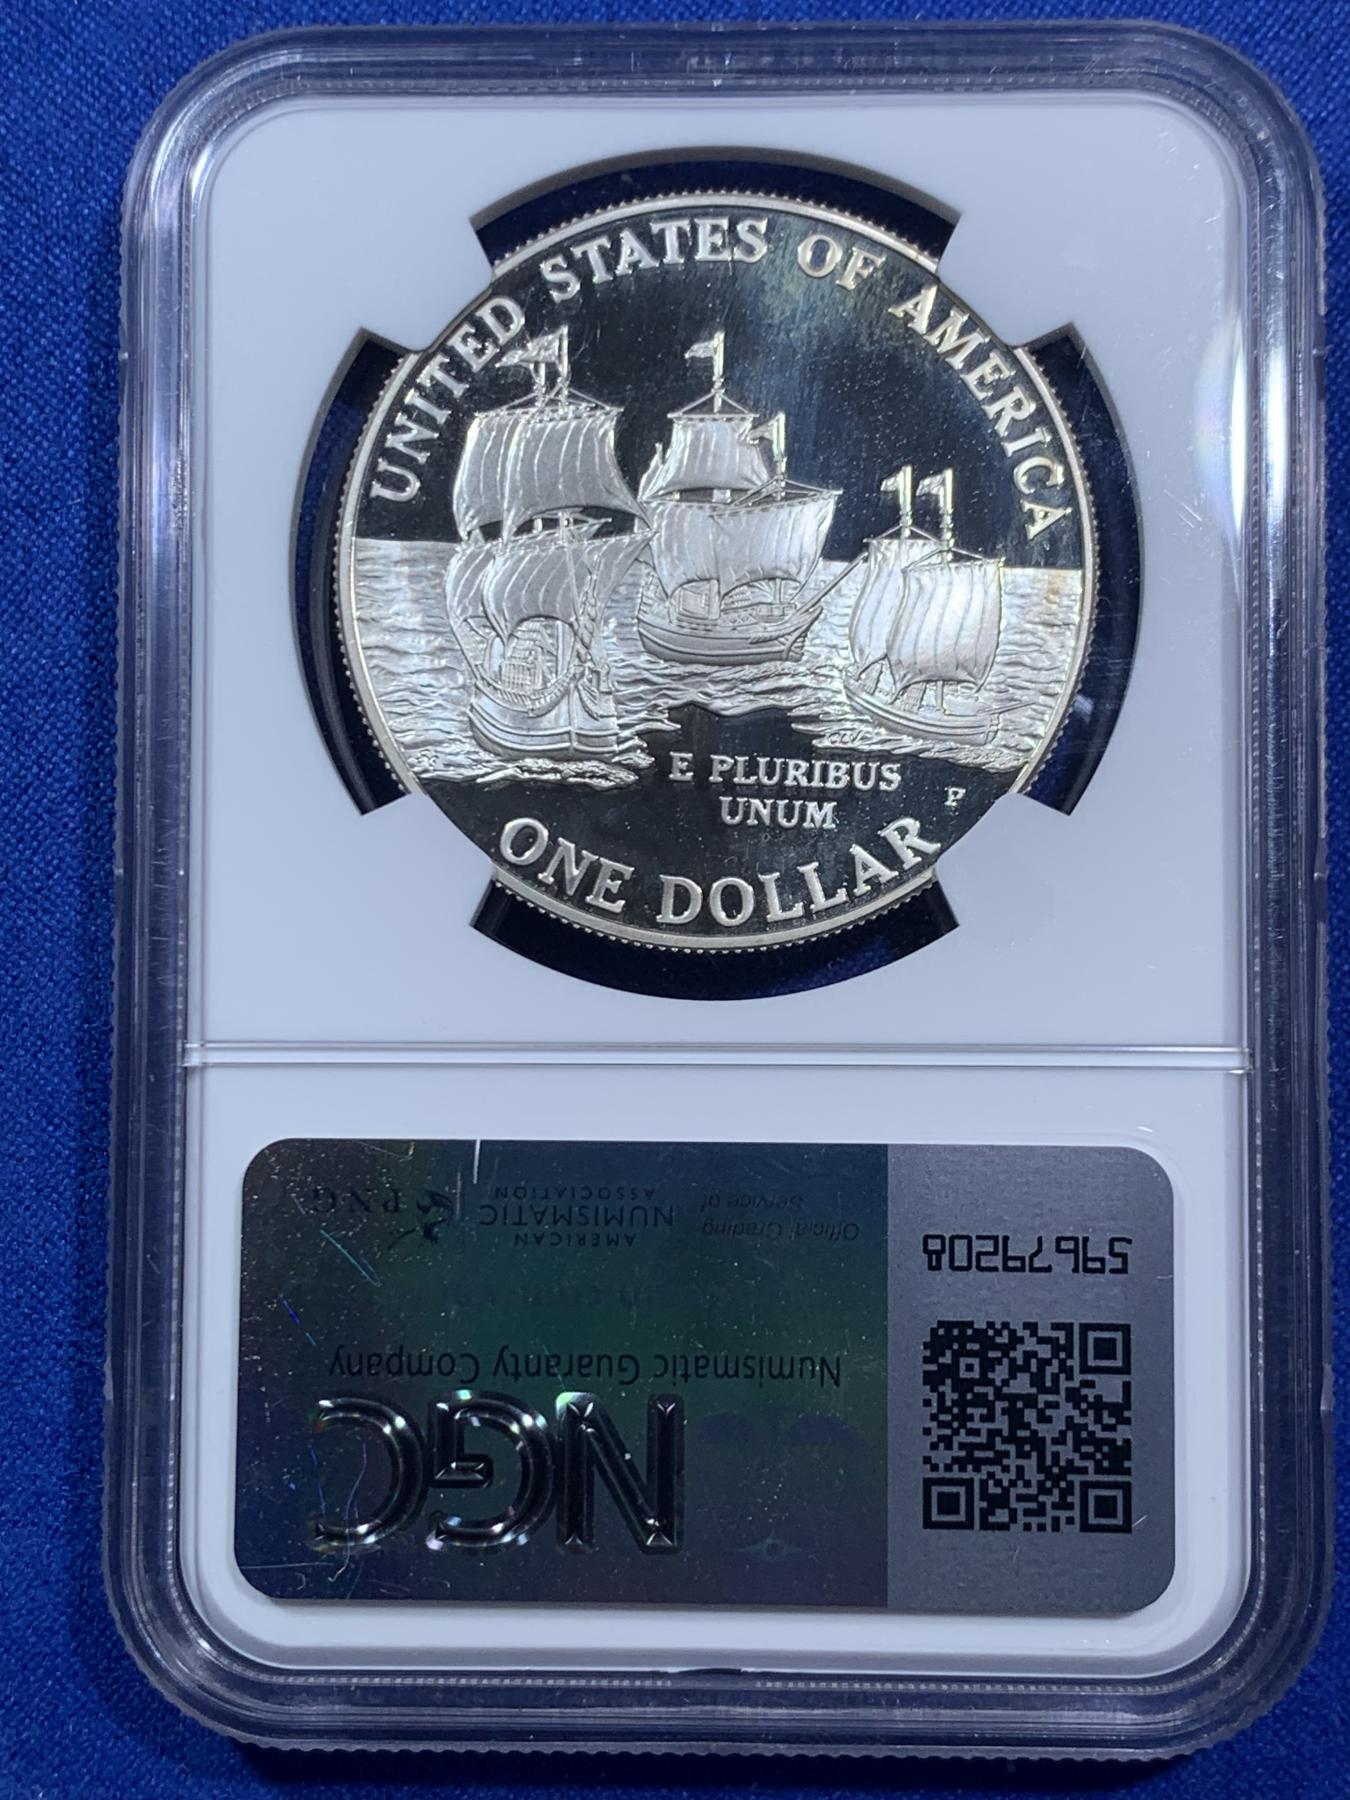 UNITED STATES OF AMERICA
E PLURIBUS
UNUM
P
ONE DOLLAR
NGC
Numismatic Guaranty Company
Official Grading
Service of
AMERICAN
NUMISMATIC
ASSOCIATION
PNG
59679208